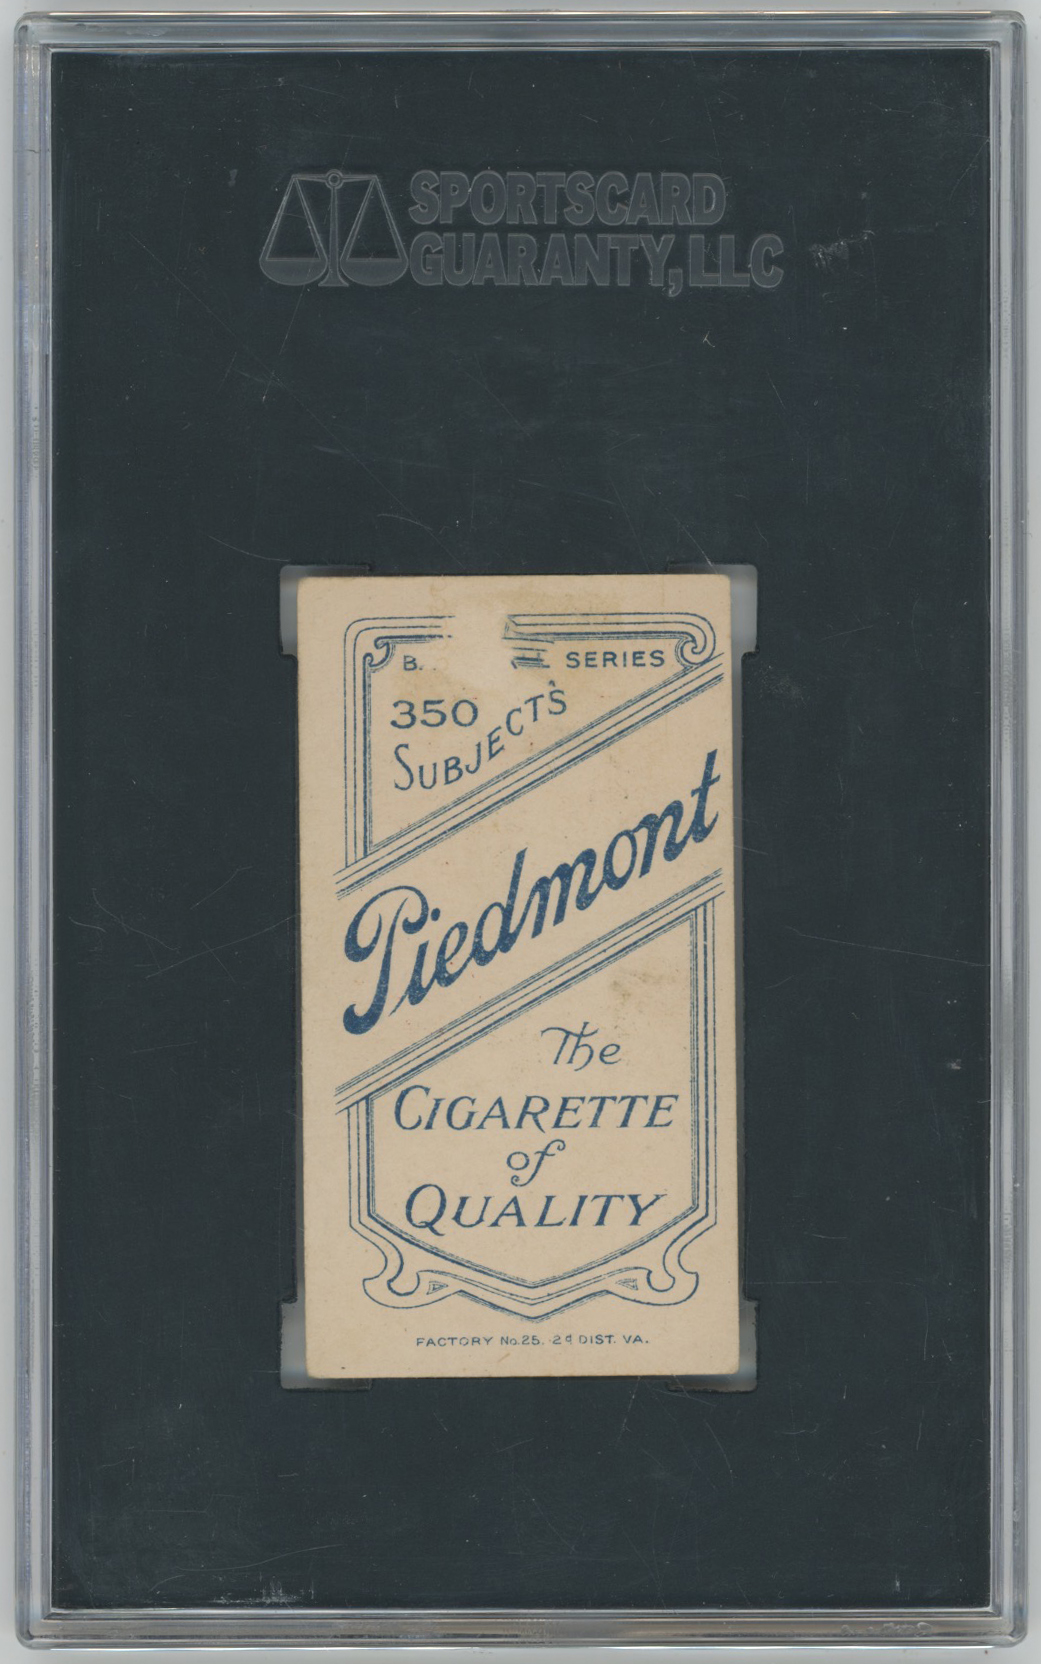 SPORTSCARD
GUARANTY, LLC
B. SERIES
350
SUBJECTS
Piedmont
The
CIGARETTE
of
QUALITY
FACTORY No. 25. 2d DIST. VA.